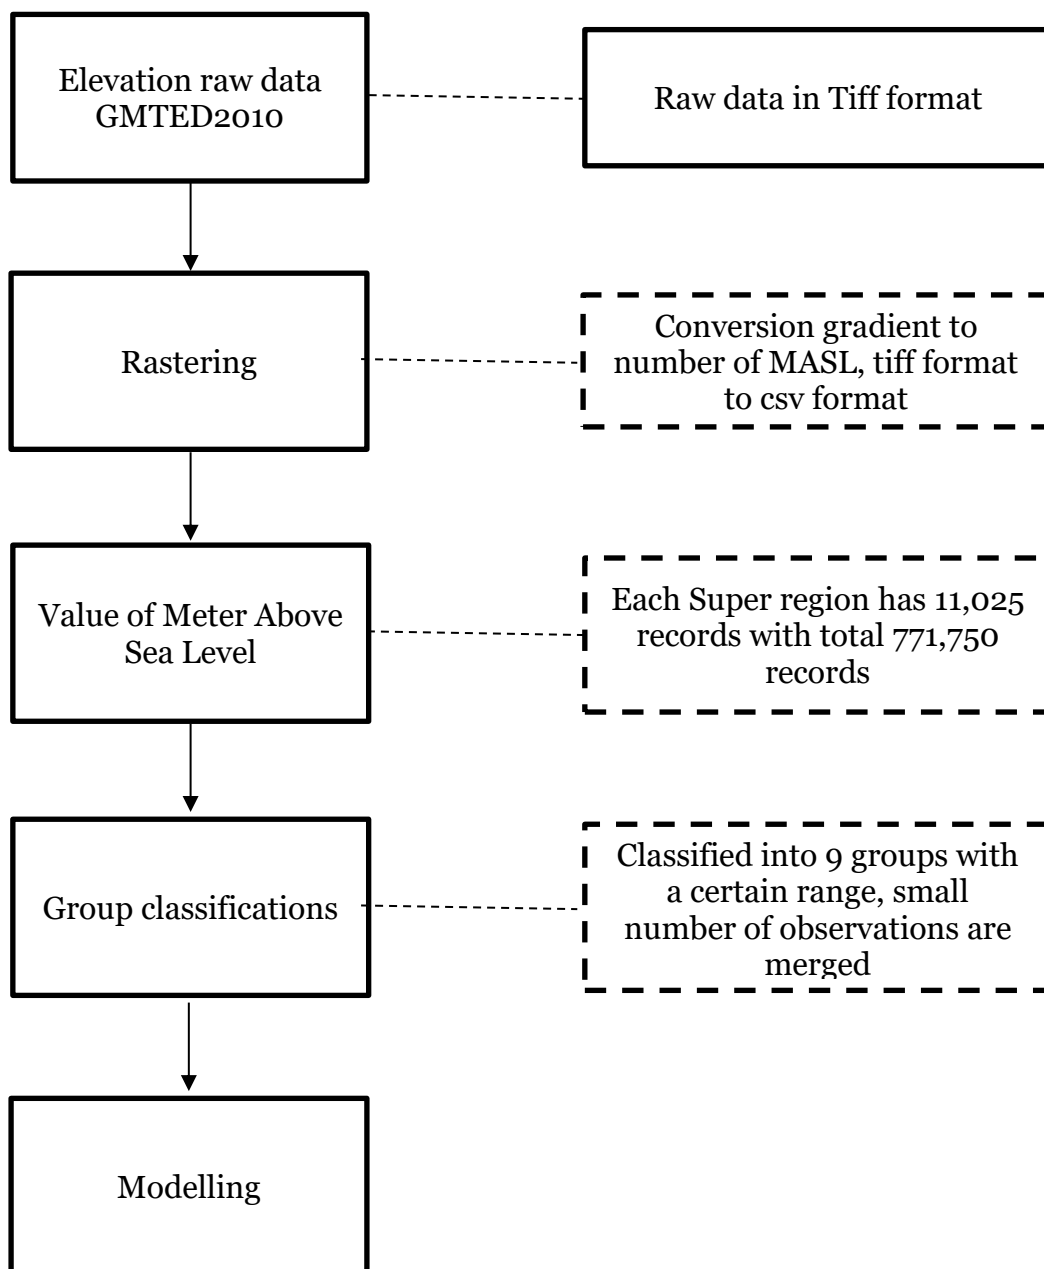 Elevation raw data
GMTED2010
Raw data in Tiff format
Rastering
Conversion gradient to
number of MASL, tiff format
to csv format
Value of Meter Above
Sea Level
Each Super region has 11,025
records with total 771,750
records
Group classifications
Classified into 9 groups with
a certain range, small
number of observations are
merged
Modelling